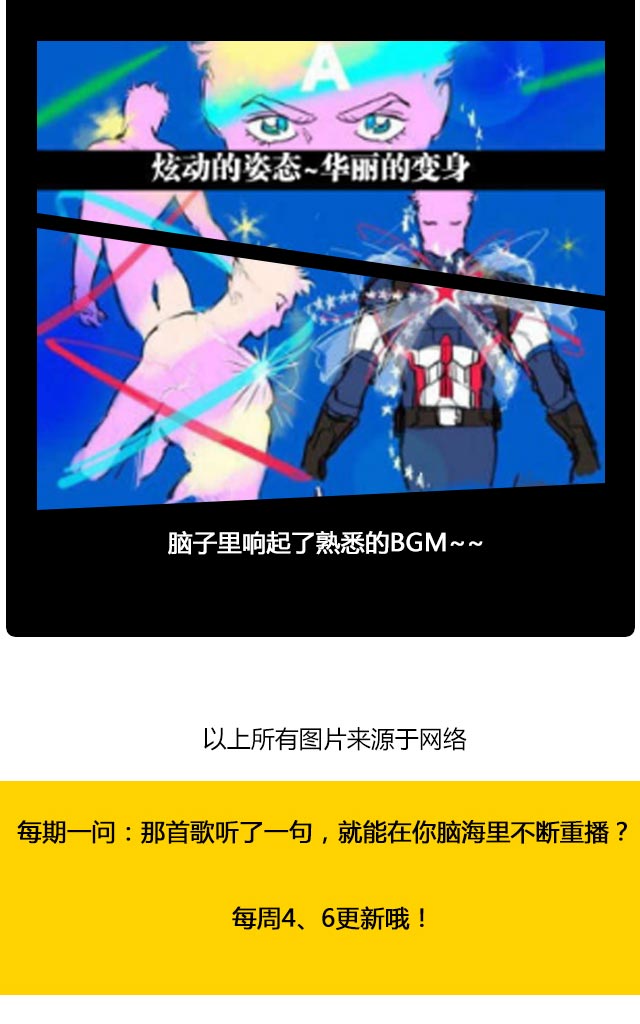 A
炫动的姿态~华丽的变身
脑子里响起了熟悉的BGM~~
以上所有图片来源于网络
每期一问：那首歌听了一句，就能在你脑海里不断重播？
每周4、6更新哦！